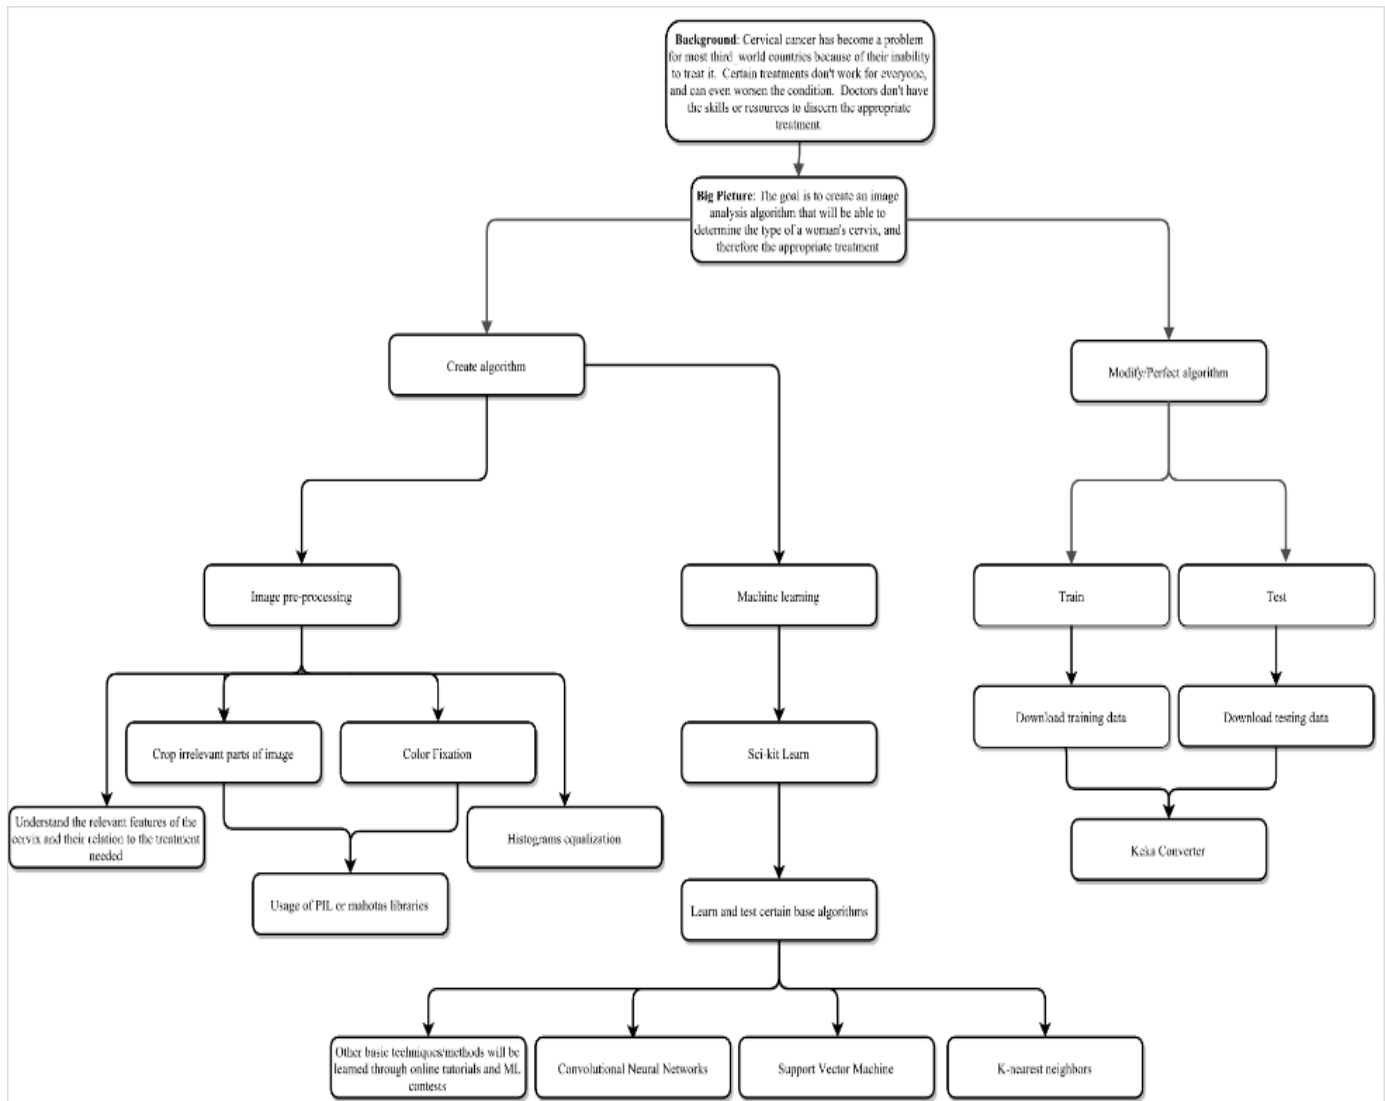 Background: Cervical cancer has become a problem
for most third world countries because of their inability
to treat it. Certain treatments don't work for everyone,
and can even worsen the condition. Doctors don't have
the skills or resources to discern the appropriate
treatment.
Big Picture: The goal is to create an image
analysis algorithm that will be able to
determine the type of a woman's cervix, and
therefore the appropriate treatment
Create algorithm
Modify/Perfect algorithm
Image pre-processing
Machine learning
Train
Test
Download training data
Download testing data
Crop irrelevant parts of image
Color Fixation
Sci-kit Learn
Understand the relevant features of the
cervix and their relation to the treatment
needed
Histograms equalization
Keka Converter
Usage of PIL or mahotas libraries
Learn and test certain base algorithms
Other basic techniques/methods will be
learned through online tutorials and ML
contests
Convolutional Neural Networks
Support Vector Machine
K-nearest neighbors